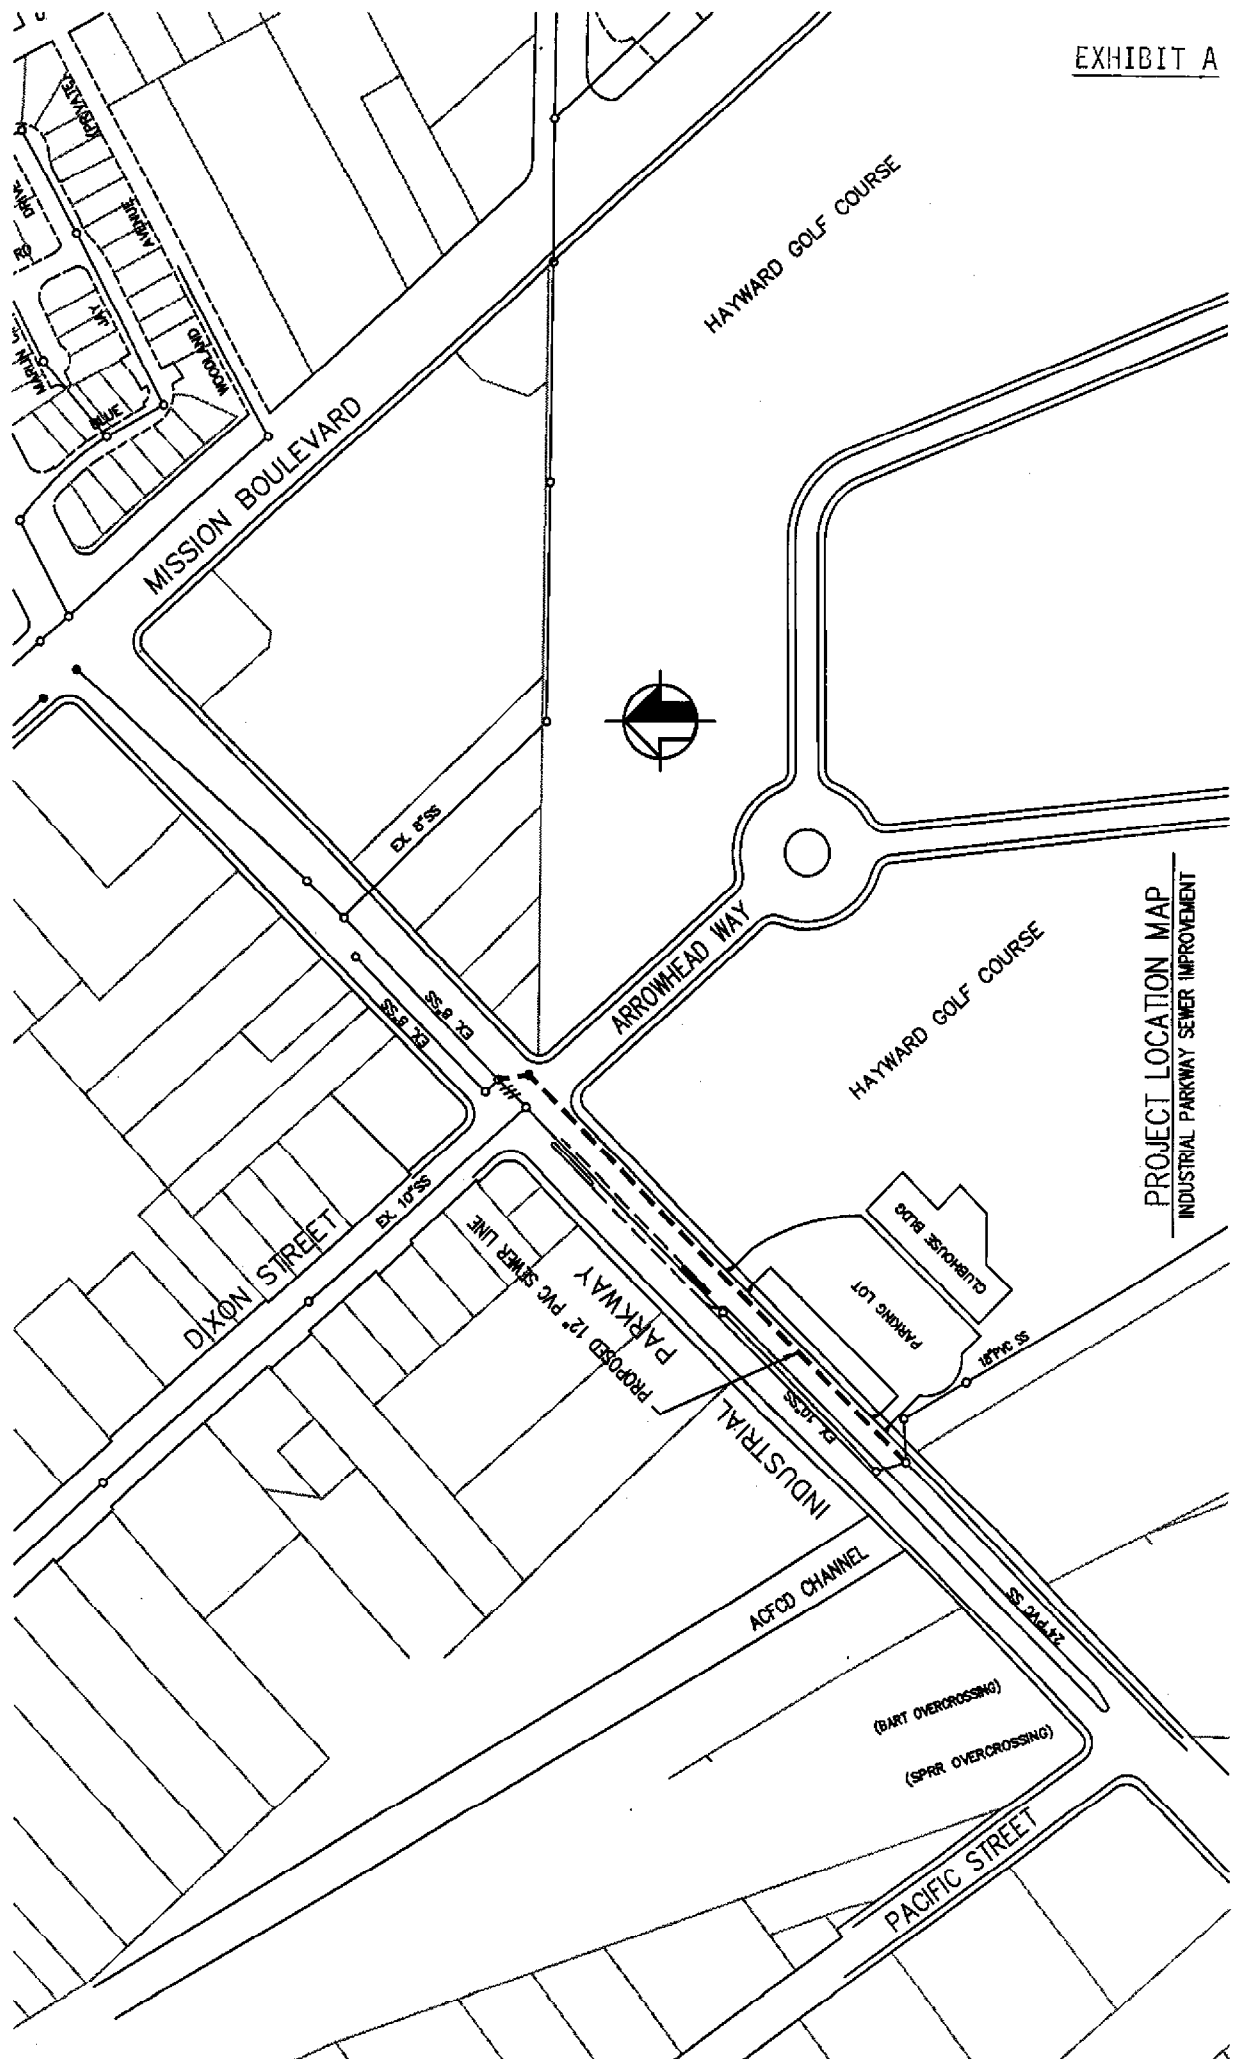 EXHIBIT A
(PRIVATE)
DRIVE
AVENUE
JAY
WOODLAND
MARLIN
BLUE
HAYWARD GOLF COURSE
MISSION BOULEVARD
EX. 8"SS
EX. 8"SS
EX. 8"SS
ARROWHEAD WAY
HAYWARD GOLF COURSE
PROJECT LOCATION MAP
INDUSTRIAL PARKWAY SEWER IMPROVEMENT
DIXON STREET
EX. 10"SS
PROPOSED 12" PVC SEWER LINE
INDUSTRIAL PARKWAY
CLUBHOUSE BLDG
PARKING LOT
18"PVC SS
EX. 10"SS
ACFCD CHANNEL
24"PVC SS
(BART OVERCROSSING)
(SPRR OVERCROSSING)
PACIFIC STREET